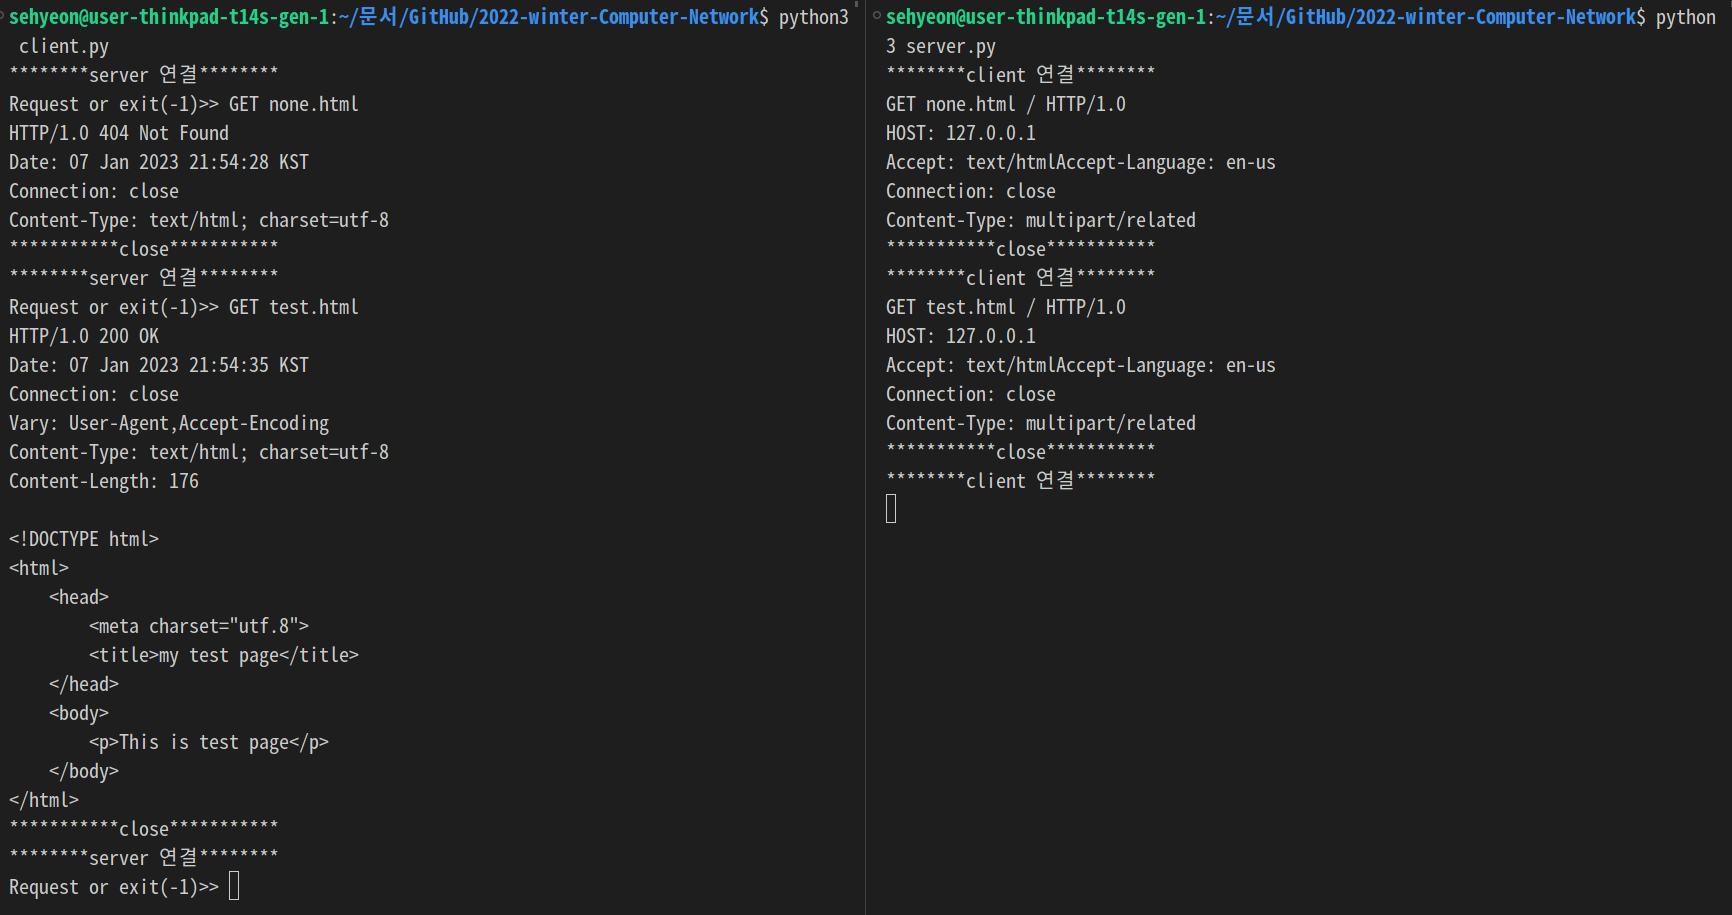 sehyeon@user-thinkpad-t14s-gen-1:~/문서/GitHub/2022-winter-Computer-Network$ python3
 client.py
********server 연결********
Request or exit(-1)>> GET none.html
HTTP/1.0 404 Not Found
Date: 07 Jan 2023 21:54:28 KST
Connection: close
Content-Type: text/html; charset=utf-8
***********close***********
********server 연결********
Request or exit(-1)>> GET test.html
HTTP/1.0 200 OK
Date: 07 Jan 2023 21:54:35 KST
Connection: close
Vary: User-Agent,Accept-Encoding
Content-Type: text/html; charset=utf-8
Content-Length: 176

<!DOCTYPE html>
<html>
    <head>
        <meta charset="utf.8">
        <title>my test page</title>
    </head>
    <body>
        <p>This is test page</p>
    </body>
</html>
***********close***********
********server 연결********
Request or exit(-1)>>
sehyeon@user-thinkpad-t14s-gen-1:~/문서/GitHub/2022-winter-Computer-Network$ python
3 server.py
********client 연결********
GET none.html / HTTP/1.0
HOST: 127.0.0.1
Accept: text/htmlAccept-Language: en-us
Connection: close
Content-Type: multipart/related
***********close***********
********client 연결********
GET test.html / HTTP/1.0
HOST: 127.0.0.1
Accept: text/htmlAccept-Language: en-us
Connection: close
Content-Type: multipart/related
***********close***********
********client 연결********